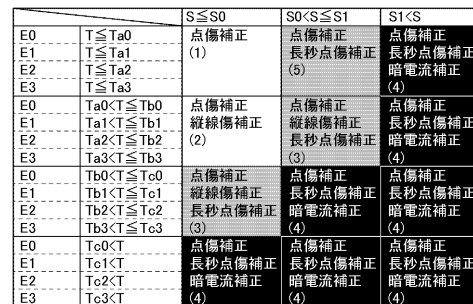 S≦S0 S0<S≦S1 S1<S
E0 T≦Ta0 点傷補正 点傷補正 点傷補正
E1 T≦Ta1 (1) 長秒点傷補正 長秒点傷補正
E2 T≦Ta2 (5) 暗電流補正
E3 T≦Ta3 (4)
E0 Ta0<T≦Tb0 点傷補正 点傷補正 点傷補正
E1 Ta1<T≦Tb1 縦線傷補正 縦線傷補正 長秒点傷補正
E2 Ta2<T≦Tb2 (2) 長秒点傷補正 暗電流補正
E3 Ta3<T≦Tb3 (3) (4)
E0 Tb0<T≦Tc0 点傷補正 点傷補正 点傷補正
E1 Tb1<T≦Tc1 縦線傷補正 長秒点傷補正 長秒点傷補正
E2 Tb2<T≦Tc2 長秒点傷補正 暗電流補正 暗電流補正
E3 Tb3<T≦Tc3 (3) (4) (4)
E0 Tc0<T 点傷補正 点傷補正 点傷補正
E1 Tc1<T 長秒点傷補正 長秒点傷補正 長秒点傷補正
E2 Tc2<T 暗電流補正 暗電流補正 暗電流補正
E3 Tc3<T (4) (4) (4)